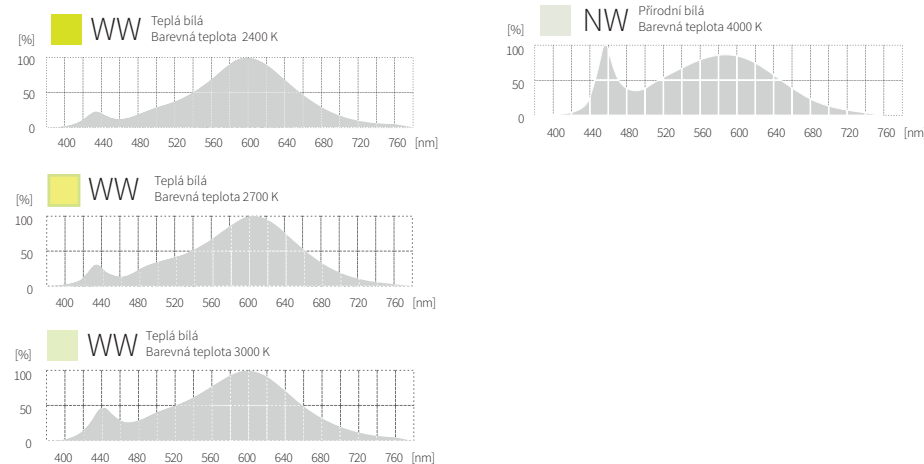 WW Teplá bílá
Barevná teplota 2400 K
[%]
100
50
0
400 440 480 520 560 600 640 680 720 760 [nm]
WW Teplá bílá
Barevná teplota 2700 K
[%]
100
50
0
400 440 480 520 560 600 640 680 720 760 [nm]
WW Teplá bílá
Barevná teplota 3000 K
[%]
100
50
0
400 440 480 520 560 600 640 680 720 760 [nm]
NW Přírodní bílá
Barevná teplota 4000 K
[%]
100
50
0
400 440 480 520 560 600 640 680 720 760 [nm